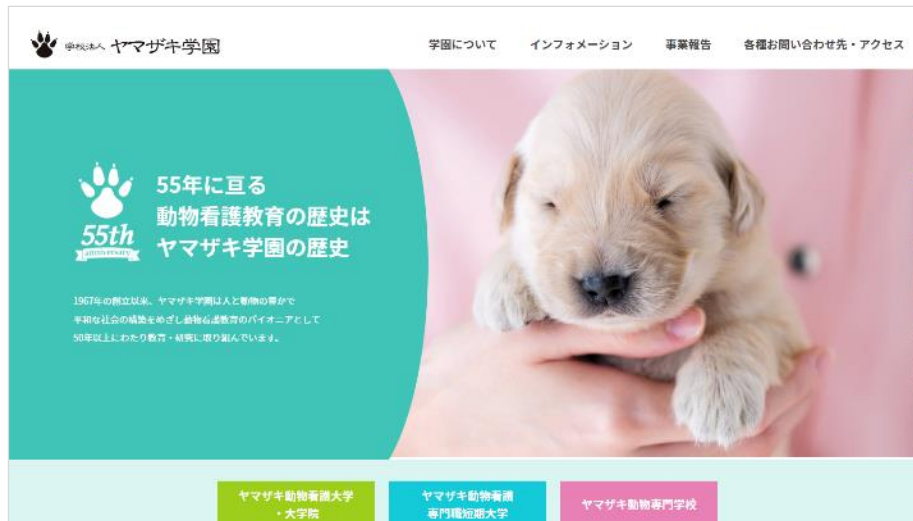 学校法人 ヤマザキ学園
学園について インフォメーション 事業報告 各種お問い合わせ先・アクセス
55年に亘る
動物看護教育の歴史は
ヤマザキ学園の歴史
55th
anniversary
1967年の創立以来、ヤマザキ学園は人と動物の豊かで
平和な社会の構築をめざし動物看護教育のパイオニアとして
50年以上にわたり教育・研究に取り組んでいます。
ヤマザキ動物看護大学
・大学院
ヤマザキ動物看護
専門職短期大学
ヤマザキ動物専門学校